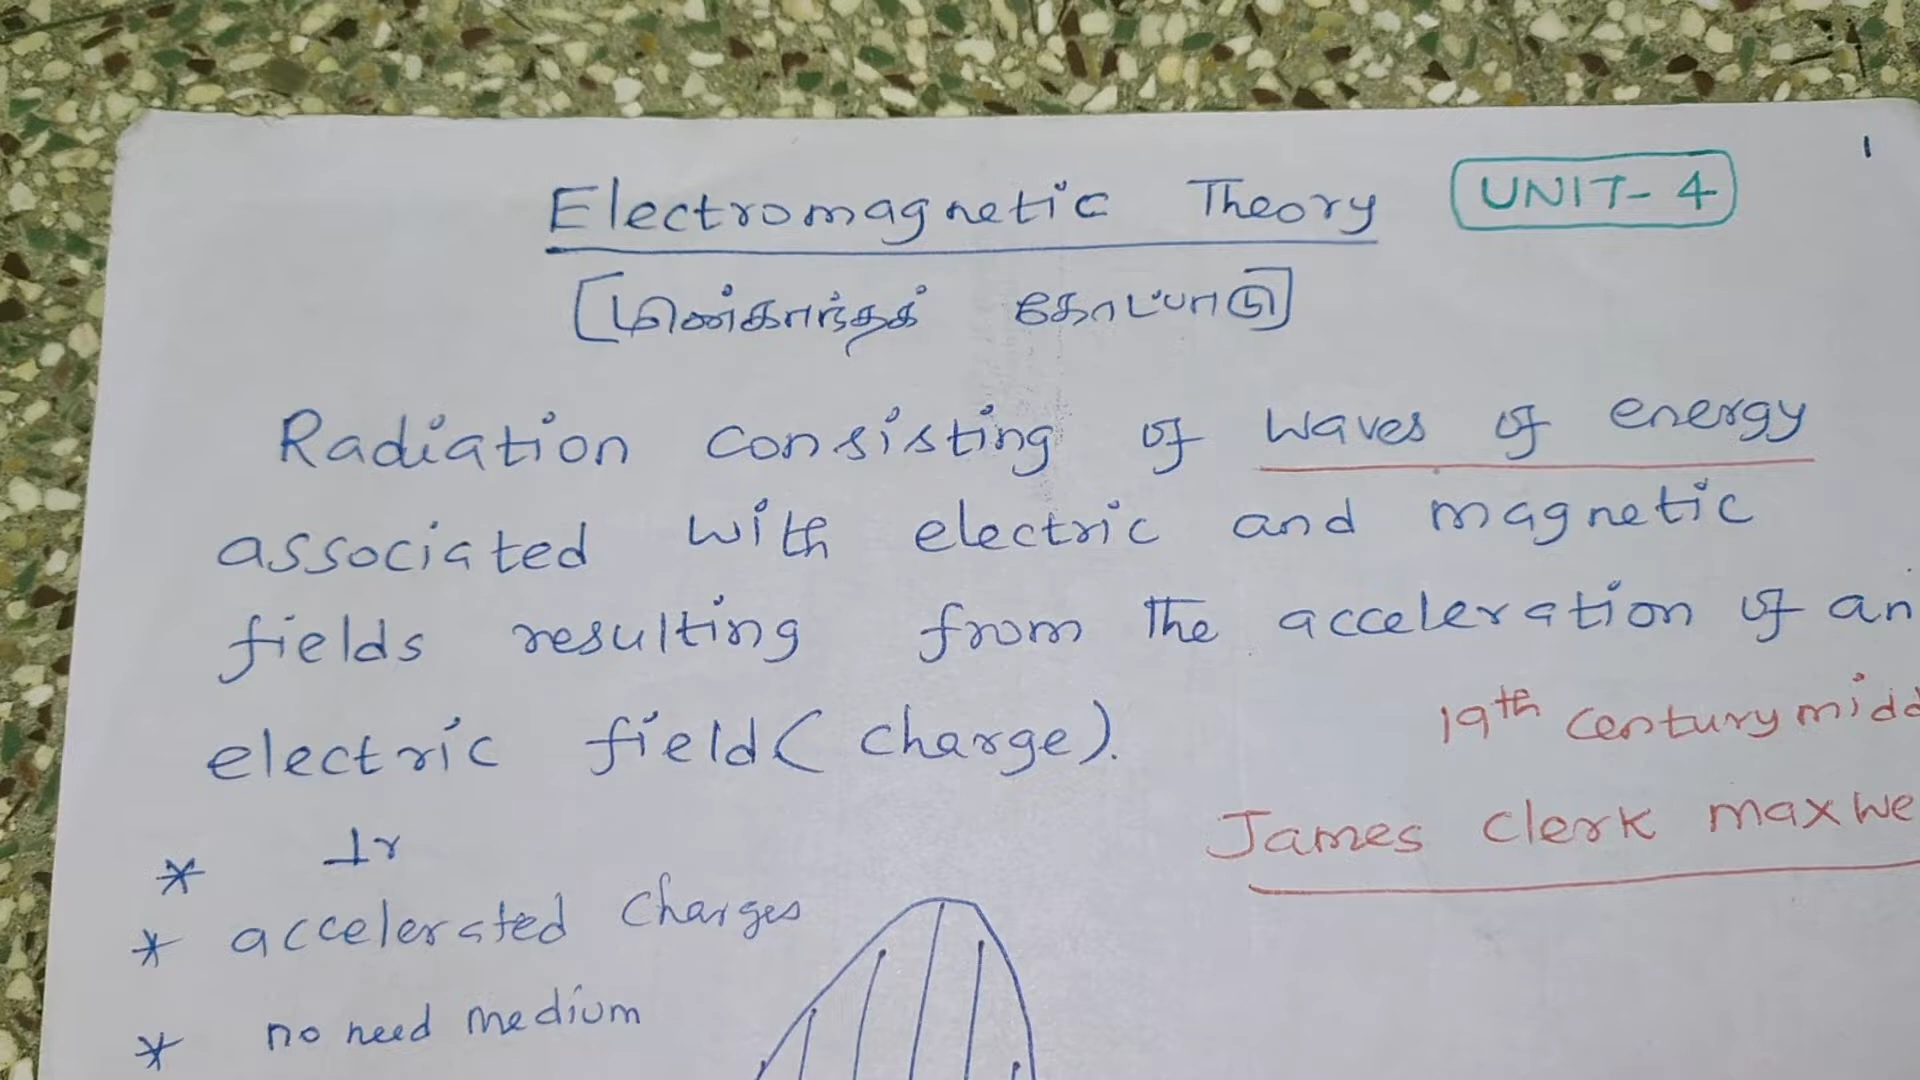 1
Electromagnetic Theory UNIT-4
[மின்காந்தக் கோட்பாடு]
Radiation consisting of waves of energy
associated with electric and magnetic
fields resulting from the acceleration of an
electric field (charge).
19th century midd
James clerk maxwe
* ⊥r
* accelerated charges
* no need medium